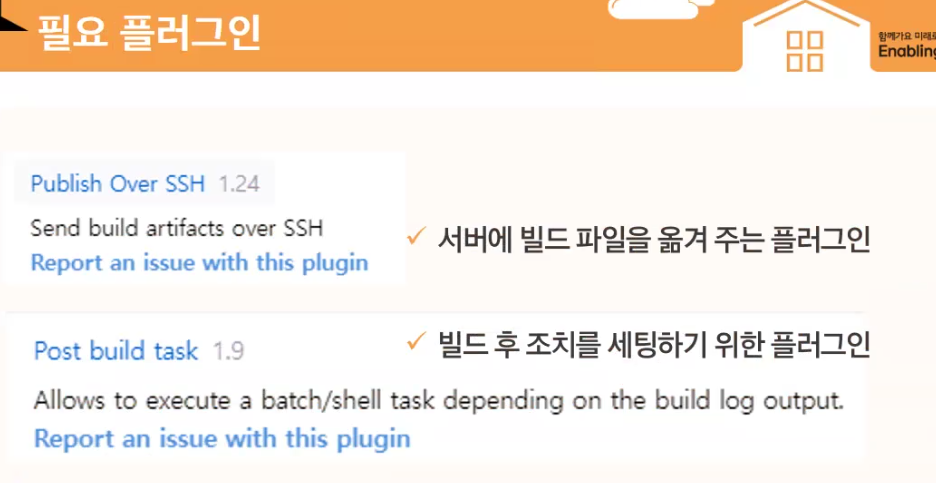 필요 플러그인
함께가요 미래로
Enabling
Publish Over SSH 1.24
Send build artifacts over SSH
Report an issue with this plugin
✓ 서버에 빌드 파일을 옮겨 주는 플러그인
Post build task 1.9
✓ 빌드 후 조치를 세팅하기 위한 플러그인
Allows to execute a batch/shell task depending on the build log output.
Report an issue with this plugin